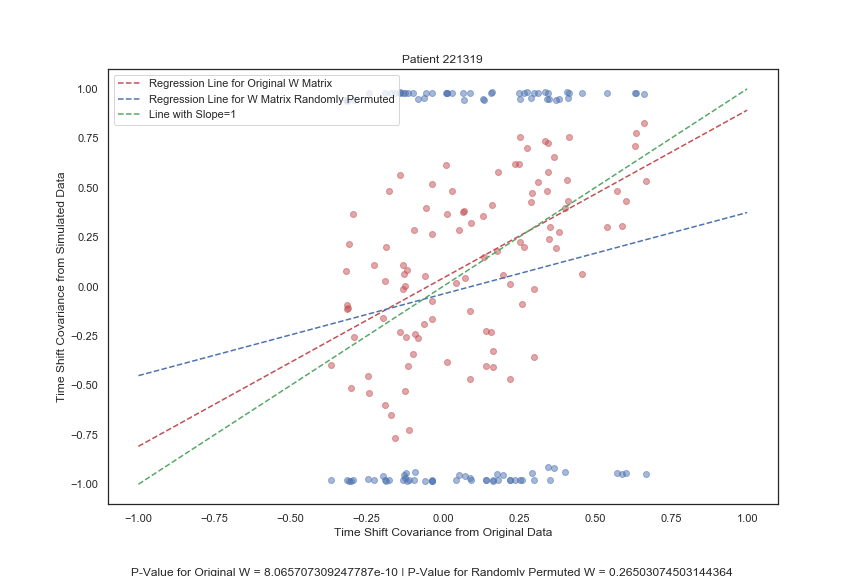 Patient 221319
Regression Line for Original W Matrix
Regression Line for W Matrix Randomly Permuted
Line with Slope=1
Time Shift Covariance from Simulated Data
1.00
0.75
0.50
0.25
0.00
−0.25
−0.50
−0.75
−1.00
−1.00 −0.75 −0.50 −0.25 0.00 0.25 0.50 0.75 1.00
Time Shift Covariance from Original Data
P-Value for Original W = 8.065707309247787e-10 | P-Value for Randomly Permuted W = 0.26503074503144364